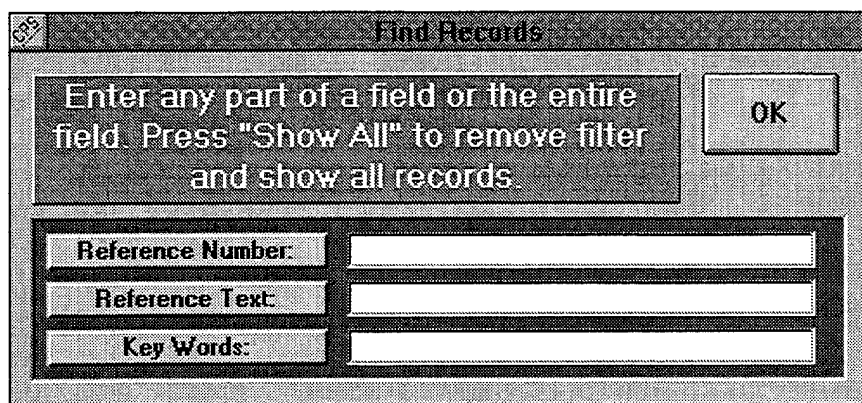 CPS
Find Records
Enter any part of a field or the entire
field. Press "Show All" to remove filter
and show all records.
OK
Reference Number:
Reference Text:
Key Words: